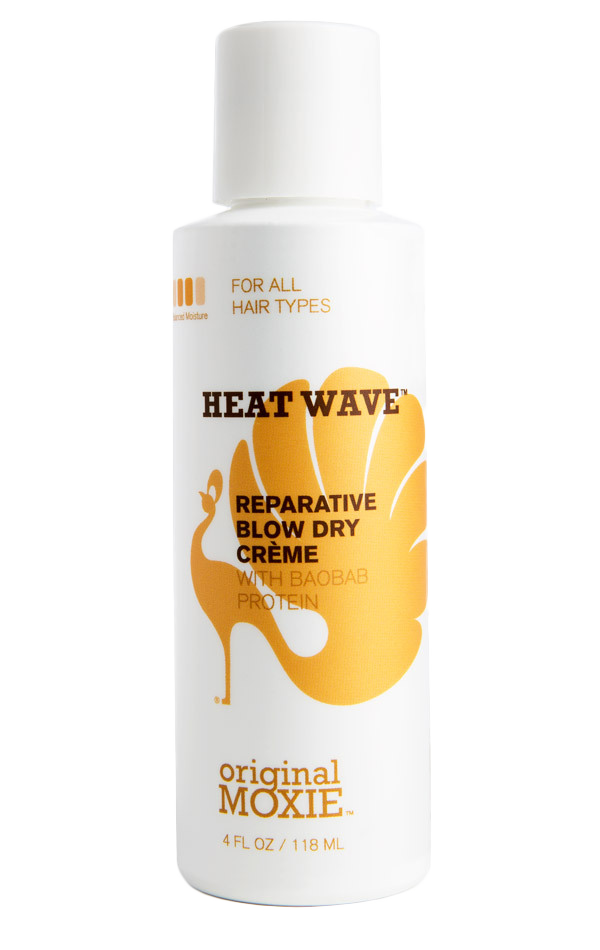 FOR ALL
HAIR TYPES
Moisture
HEAT WAVE™
REPARATIVE
BLOW DRY
CRÈME
WITH BAOBAB
PROTEIN
®
original
MOXIE™
4 FL OZ / 118 ML